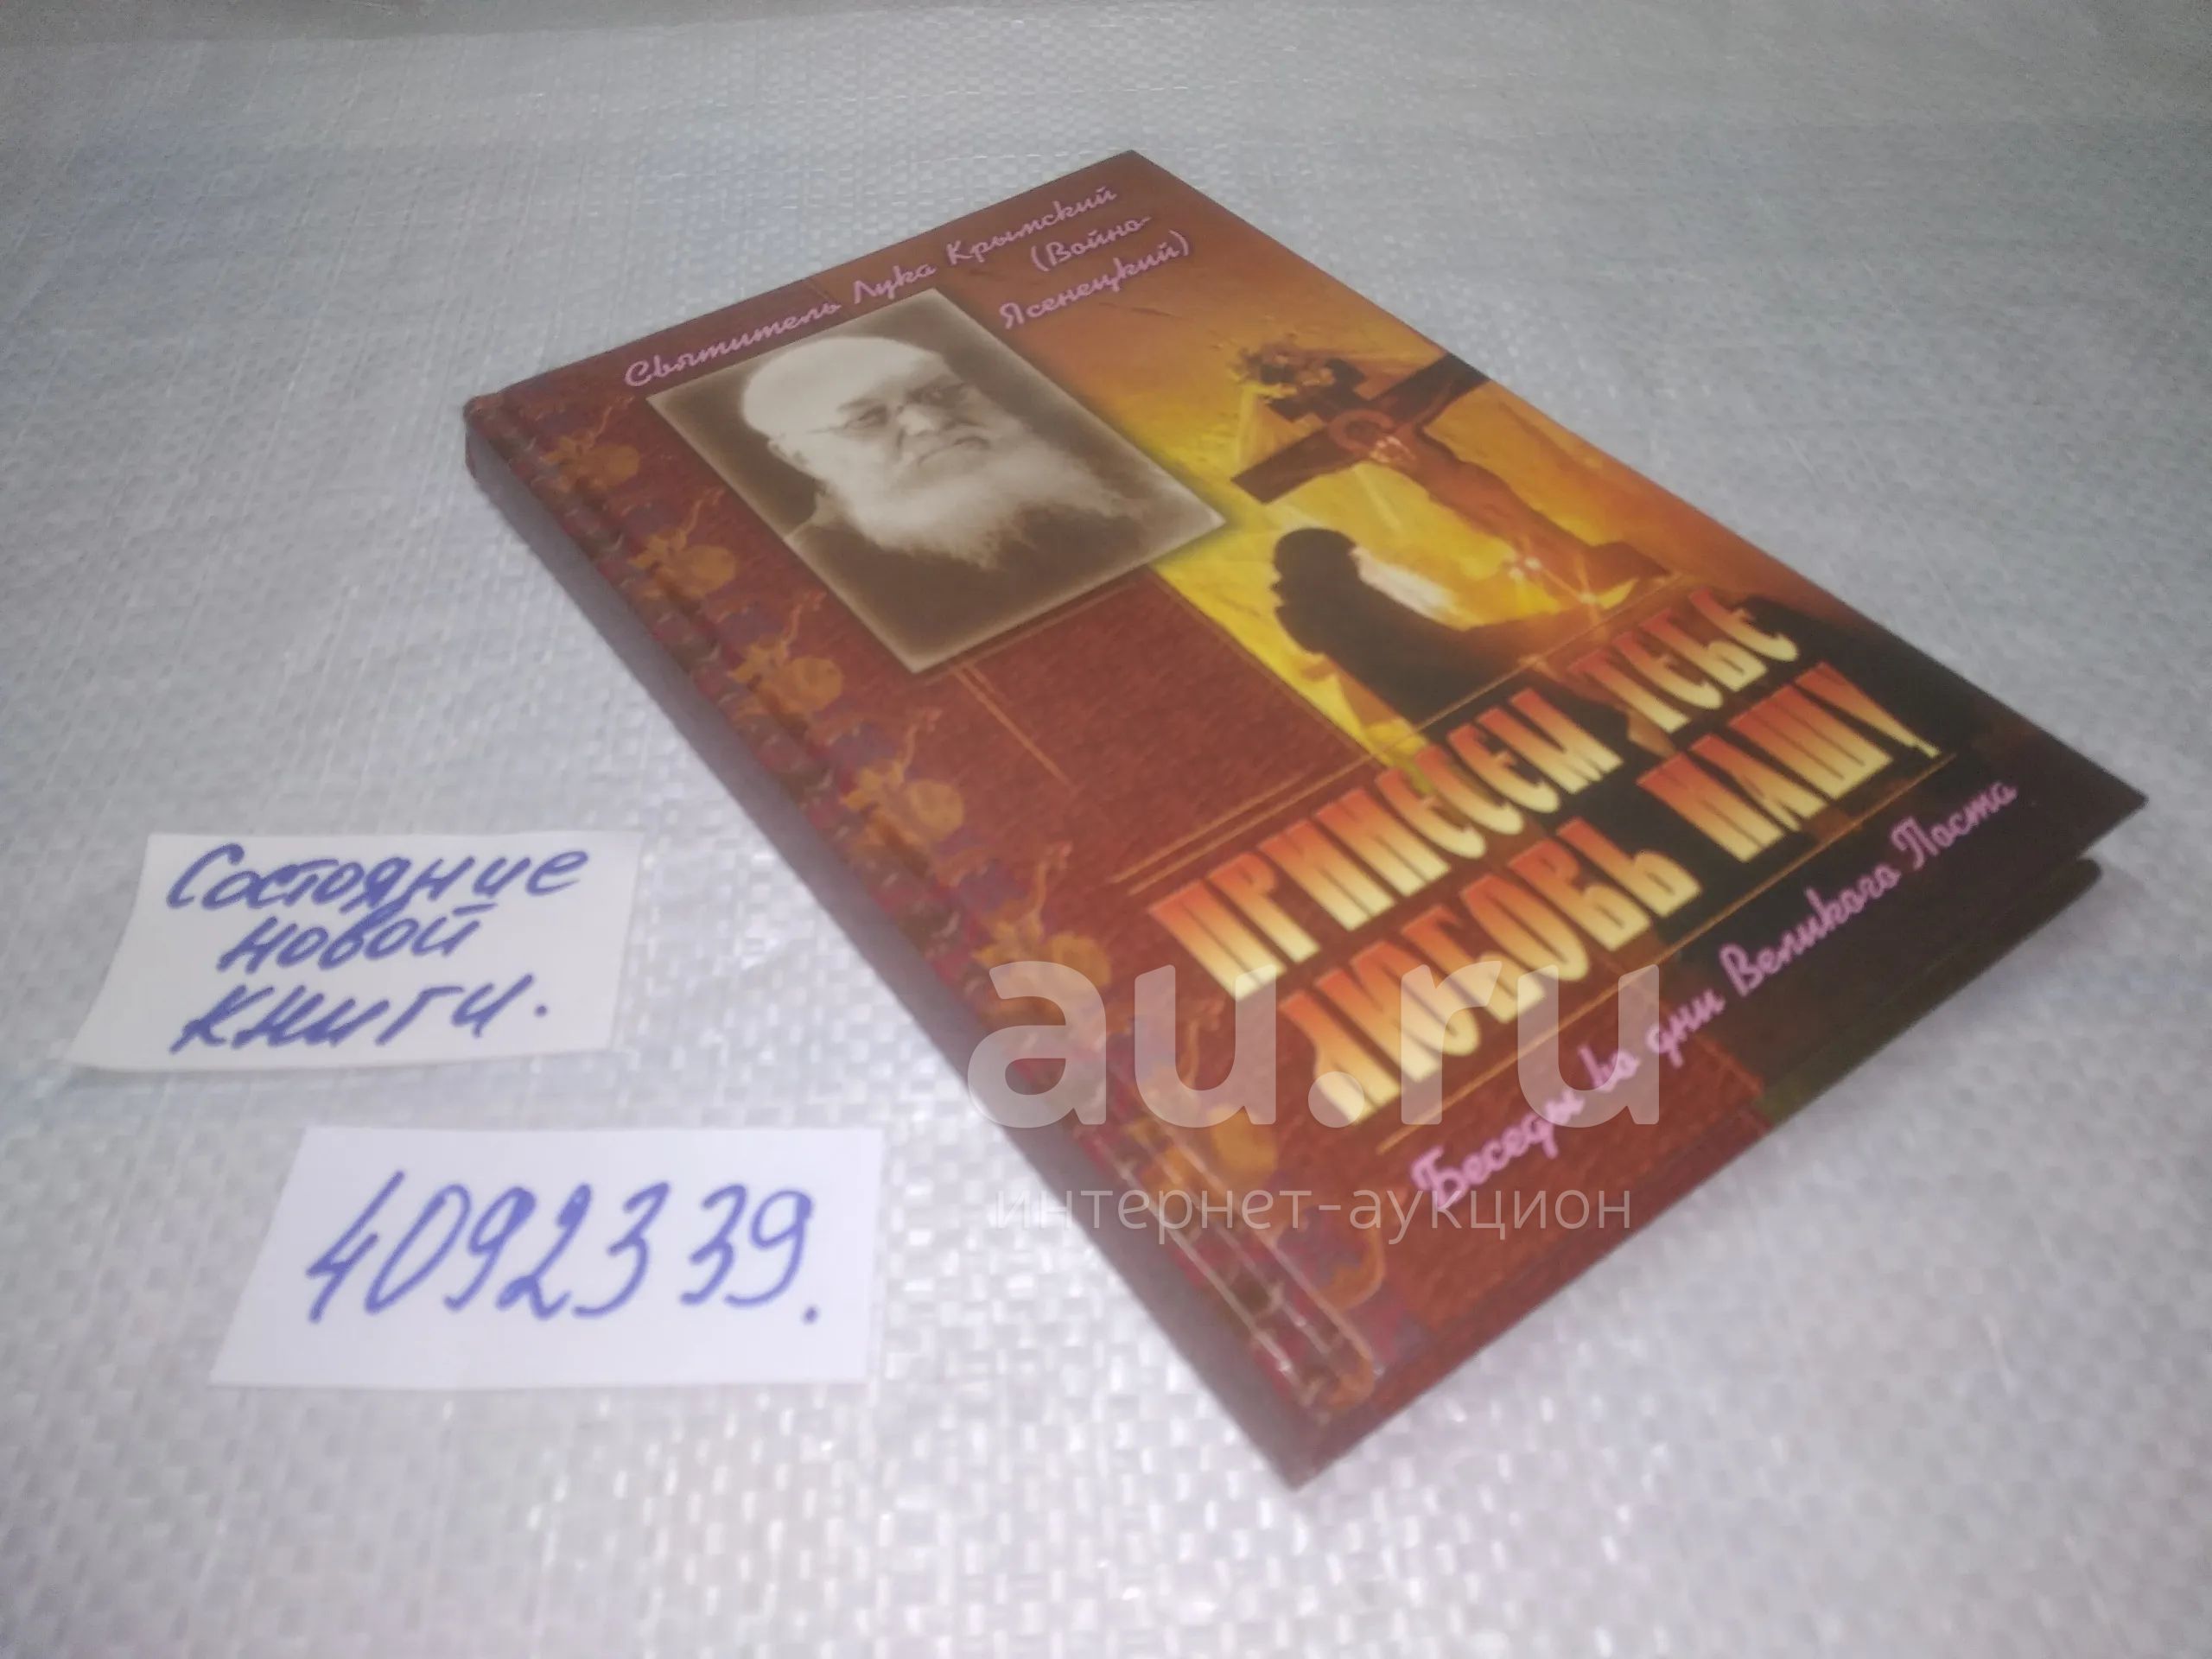 Святитель Лука Крымский
(Войно-
Ясенецкий)
ПРИНЕСЕМ ТЕБЕ
ЛЮБОВЬ НАШУ
Беседы во дни Великого Поста
Состояние
новой
книги.
4092339.
au.ru
интернет-аукцион